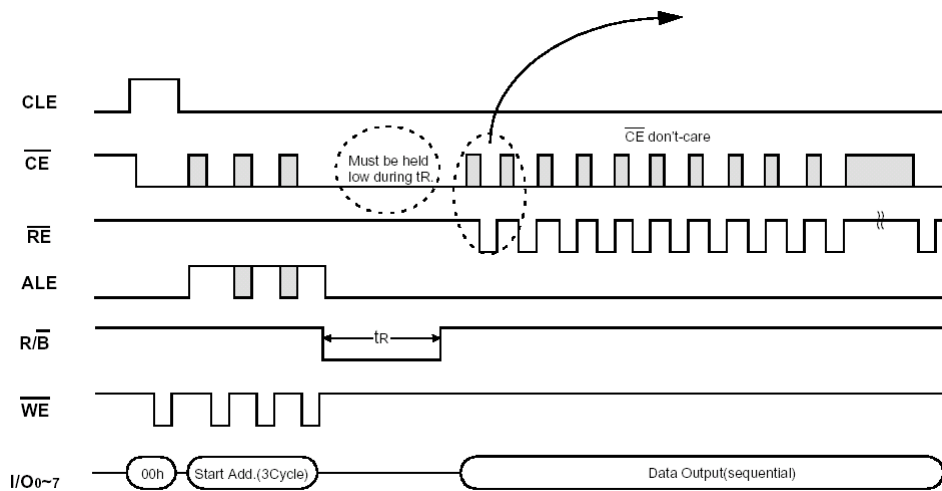 CLE
CE don't-care
CE
Must be held
low during tR.
RE
ALE
R/B
tR
WE
I/O0~7
00h
Start Add.(3Cycle)
Data Output(sequential)